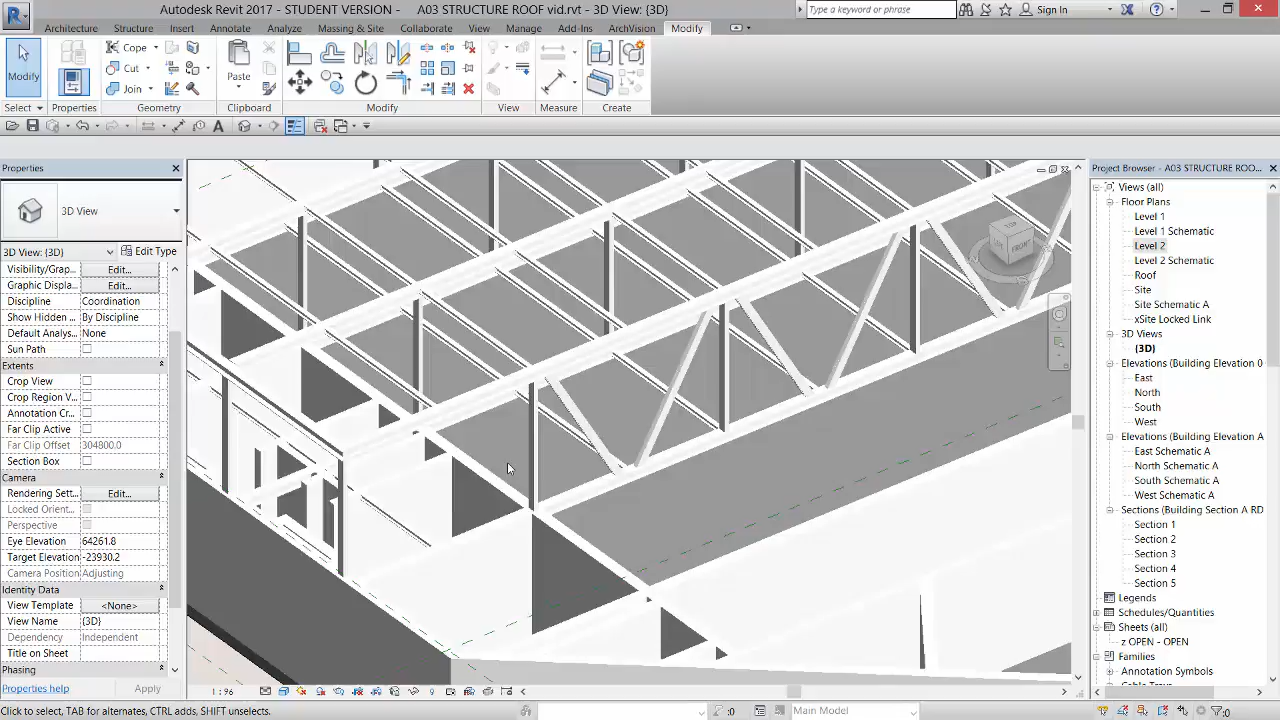 Autodesk Revit 2017 - STUDENT VERSION - A03 STRUCTURE ROOF vid.rvt - 3D View: {3D}
Type a keyword or phrase
Sign In
Architecture Structure Insert Annotate Analyze Massing & Site Collaborate View Manage Add-Ins ArchVision Modify
Cope
Cut
Join
Modify
Paste
Select Properties Geometry Clipboard Modify View Measure Create
Properties
3D View
3D View: {3D} Edit Type
Visibility/Grap... Edit...
Graphic Displa... Edit...
Discipline Coordination
Show Hidden ... By Discipline
Default Analys... None
Sun Path
Extents
Crop View
Crop Region V...
Annotation Cr...
Far Clip Active
Far Clip Offset 304800.0
Section Box
Camera
Rendering Sett... Edit...
Locked Orient...
Perspective
Eye Elevation 64261.8
Target Elevation -23930.2
Camera Position Adjusting
Identity Data
View Template <None>
View Name {3D}
Dependency Independent
Title on Sheet
Phasing
Properties help Apply
TOP
FRONT
1 : 96
Project Browser - A03 STRUCTURE ROO...
Views (all)
Floor Plans
Level 1
Level 1 Schematic
Level 2
Level 2 Schematic
Roof
Site
Site Schematic A
xSite Locked Link
3D Views
{3D}
Elevations (Building Elevation 0
East
North
South
West
Elevations (Building Elevation A
East Schematic A
North Schematic A
South Schematic A
West Schematic A
Sections (Building Section A RD
Section 1
Section 2
Section 3
Section 4
Section 5
Legends
Schedules/Quantities
Sheets (all)
z OPEN - OPEN
Families
Annotation Symbols
Click to select, TAB for alternates, CTRL adds, SHIFT unselects.
:0
Main Model
:0